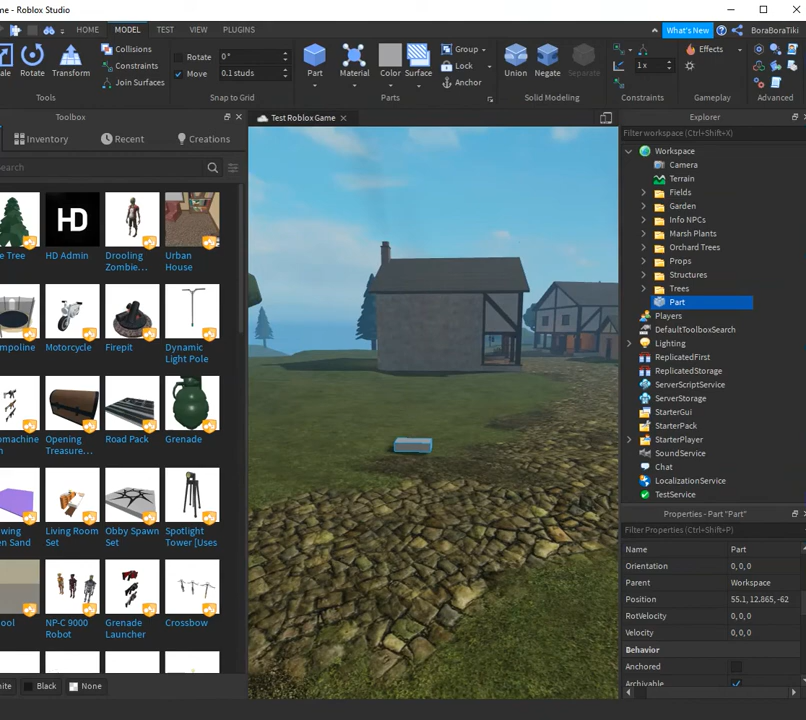 me - Roblox Studio
HOME MODEL TEST VIEW PLUGINS
What's New
BoraBoraTiki
ale Rotate Transform
Collisions
Constraints
Join Surfaces
Tools
Rotate 0°
Move 0.1 studs
Snap to Grid
Part Material Color Surface
Group
Lock
Anchor
Parts
Union Negate Separate
Solid Modeling
1 x
Constraints
Effects
Gameplay
Advanced
Toolbox
Inventory Recent Creations
earch
e Tree
HD
HD Admin
Drooling
Zombie...
Urban
House
mpoline
Motorcycle
Firepit
Dynamic
Light Pole
omachine
n
Opening
Treasure...
Road Pack
Grenade
owing
en Sand
Living Room
Set
Obby Spawn
Set
Spotlight
Tower [Uses
ool
NP-C 9000
Robot
Grenade
Launcher
Crossbow
hite Black None
Test Roblox Game
Explorer
Filter workspace (Ctrl+Shift+X)
Workspace
Camera
Terrain
Fields
Garden
Info NPCs
Marsh Plants
Orchard Trees
Props
Structures
Trees
Part
Players
DefaultToolboxSearch
Lighting
ReplicatedFirst
ReplicatedStorage
ServerScriptService
ServerStorage
StarterGui
StarterPack
StarterPlayer
SoundService
Chat
LocalizationService
TestService
Properties - Part "Part"
Filter Properties (Ctrl+Shift+P)
Name Part
Orientation 0, 0, 0
Parent Workspace
Position 55.1, 12.865, -62
RotVelocity 0, 0, 0
Velocity 0, 0, 0
Behavior
Anchored
Archivable